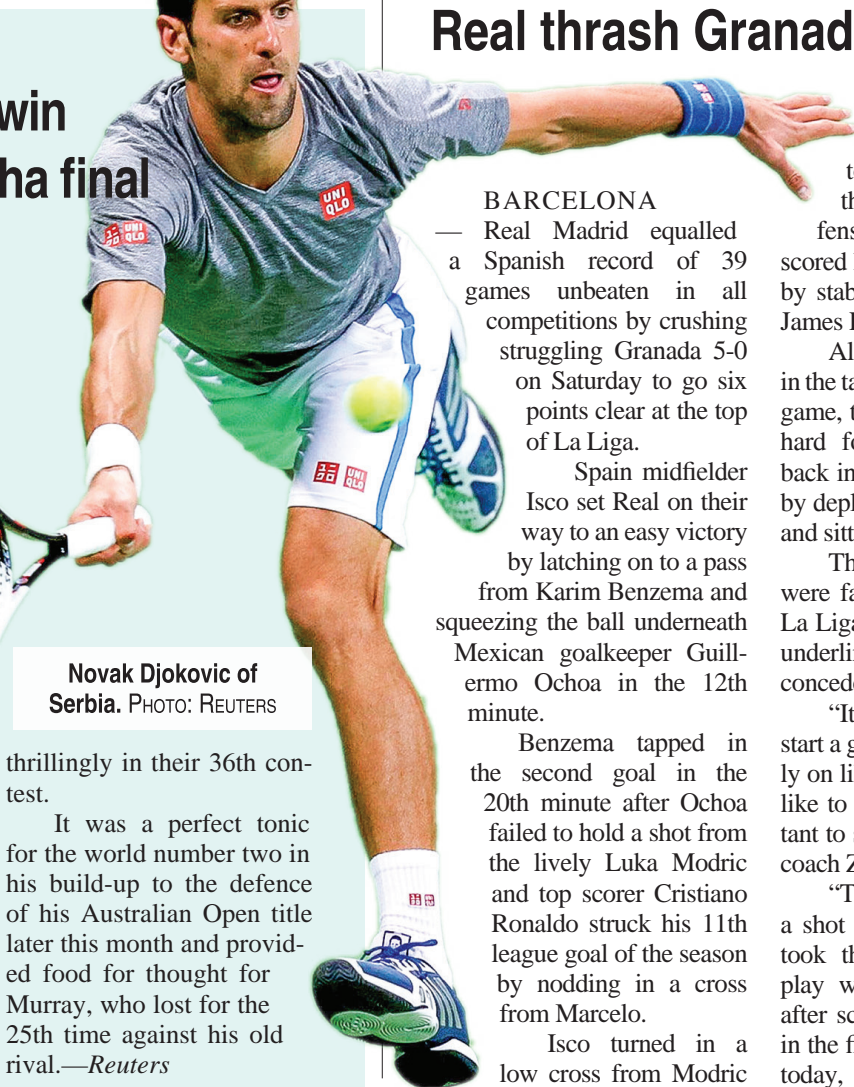 win
ha final
Novak Djokovic of
Serbia. PHOTO: REUTERS
thrillingly in their 36th con-
test.
It was a perfect tonic
for the world number two in
his build-up to the defence
of his Australian Open title
later this month and provid-
ed food for thought for
Murray, who lost for the
25th time against his old
rival.—Reuters
UNI
QLO
UNI
QLO
UNI
QLO
Real thrash Granad
BARCELONA
— Real Madrid equalled
a Spanish record of 39
games unbeaten in all
competitions by crushing
struggling Granada 5-0
on Saturday to go six
points clear at the top
of La Liga.
Spain midfielder
Isco set Real on their
way to an easy victory
by latching on to a pass
from Karim Benzema and
squeezing the ball underneath
Mexican goalkeeper Guill-
ermo Ochoa in the 12th
minute.
Benzema tapped in
the second goal in the
20th minute after Ochoa
failed to hold a shot from
the lively Luka Modric
and top scorer Cristiano
Ronaldo struck his 11th
league goal of the season
by nodding in a cross
from Marcelo.
Isco turned in a
low cross from Modric
t
th
fens
scored
by stab
James
Al
in the ta
game, t
hard fo
back in
by depl
and sitt
Th
were fa
La Liga
underli
concede
“It
start a g
ly on li
like to
tant to
coach Z
“T
a shot
took th
play w
after sc
in the fi
today,